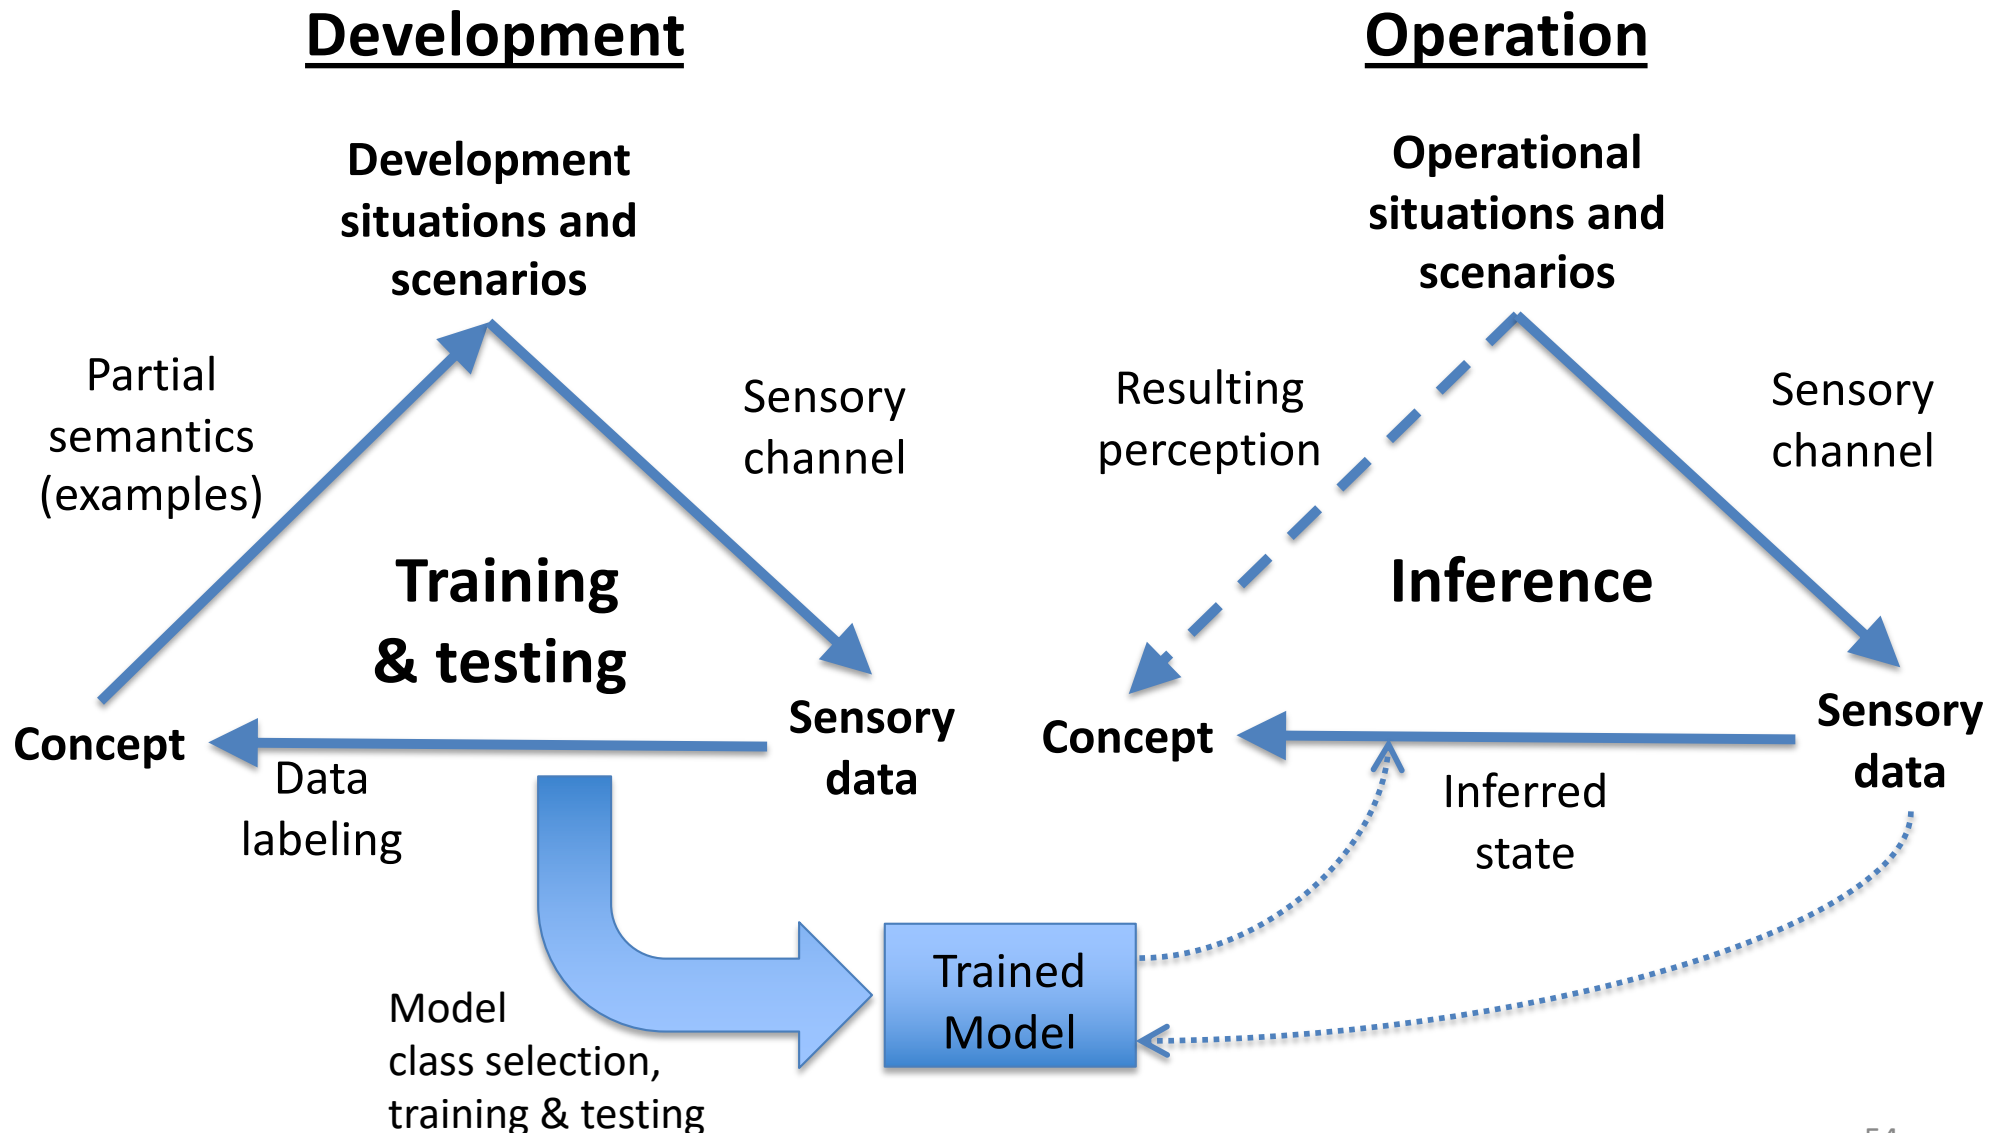 Development
Operation
Development
situations and
scenarios
Operational
situations and
scenarios
Partial
semantics
(examples)
Sensory
channel
Resulting
perception
Sensory
channel
Training
& testing
Inference
Concept
Sensory
data
Concept
Sensory
data
Data
labeling
Inferred
state
Trained
Model
Model
class selection,
training & testing